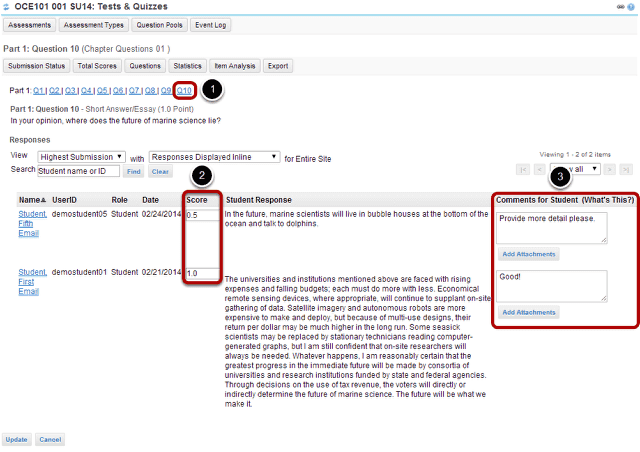 OCE101 001 SU14: Tests & Quizzes
Assessments Assessment Types Question Pools Event Log
Part 1: Question 10 (Chapter Questions 01 )
Submission Status Total Scores Questions Statistics Item Analysis Export
Part 1: Q1 | Q2 | Q3 | Q4 | Q5 | Q6 | Q7 | Q8 | Q9 | Q10
1
Part 1: Question 10 - Short Answer/Essay (1.0 Point)
In your opinion, where does the future of marine science lie?
Responses
View Highest Submission with Responses Displayed Inline for Entire Site
Viewing 1 - 2 of 2 items
Search Student name or ID Find Clear
|< < all > >|
2
3
Name UserID Role Date Score Student Response Comments for Student (What's This?)
Student, Fifth demostudent05 Student 02/24/2014 0.5
Email
In the future, marine scientists will live in bubble houses at the bottom of the
ocean and talk to dolphins.
Provide more detail please.
Add Attachments
Student, First demostudent01 Student 02/21/2014 1.0
Email
The universities and institutions mentioned above are faced with rising
expenses and falling budgets; each must do more with less. Economical
remote sensing devices, where appropriate, will continue to supplant on-site
gathering of data. Satellite imagery and autonomous robots are more
expensive to make and deploy, but because of multi-use designs, their
return per dollar may be much higher in the long run. Some seasick
scientists may be replaced by stationary technicians reading computer-
generated graphs, but I am still confident that on-site researchers will
always be needed. Whatever happens, I am reasonably certain that the
greatest progress in the immediate future will be made by consortia of
universities and research institutions funded by state and federal agencies.
Through decisions on the use of tax revenue, the voters will directly or
indirectly determine the future of marine science. The future will be what we
make it.
Good!
Add Attachments
Update Cancel